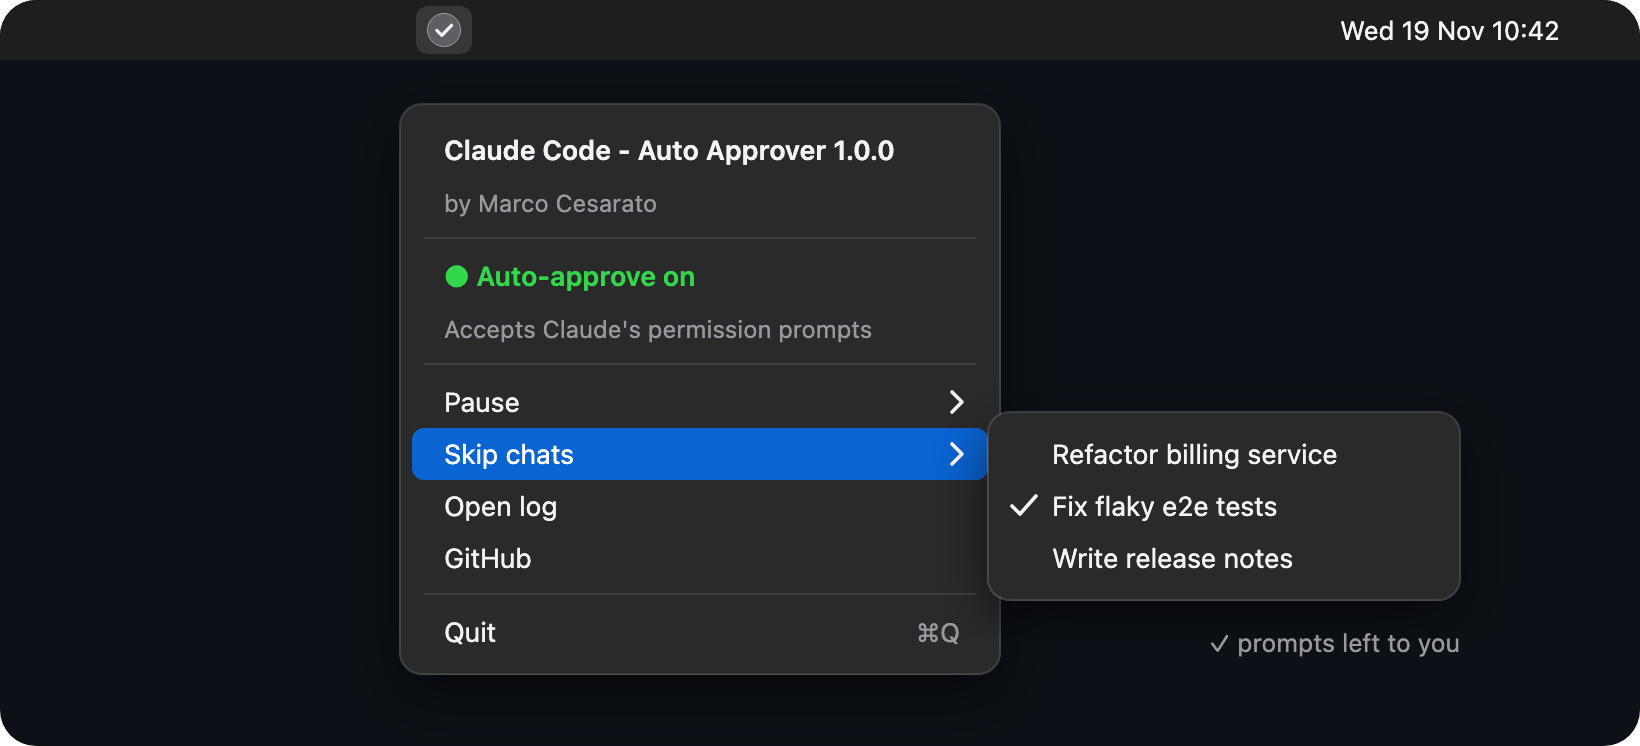 Wed 19 Nov 10:42
Claude Code - Auto Approver 1.0.0
by Marco Cesarato
Auto-approve on
Accepts Claude's permission prompts
Pause
Skip chats
Open log
GitHub
Quit ⌘Q
Refactor billing service
✓ Fix flaky e2e tests
Write release notes
✓ prompts left to you